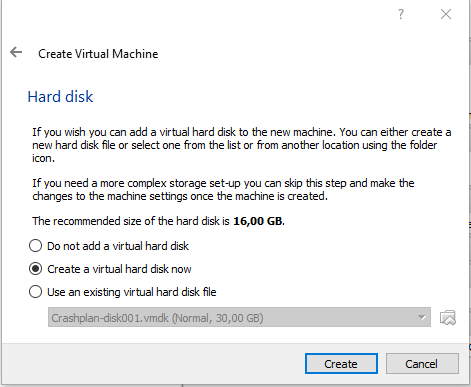 ?
Create Virtual Machine
Hard disk
If you wish you can add a virtual hard disk to the new machine. You can either create a
new hard disk file or select one from the list or from another location using the folder
icon.
If you need a more complex storage set-up you can skip this step and make the
changes to the machine settings once the machine is created.
The recommended size of the hard disk is 16,00 GB.
Do not add a virtual hard disk
Create a virtual hard disk now
Use an existing virtual hard disk file
Crashplan-disk001.vmdk (Normal, 30,00 GB)
Create Cancel